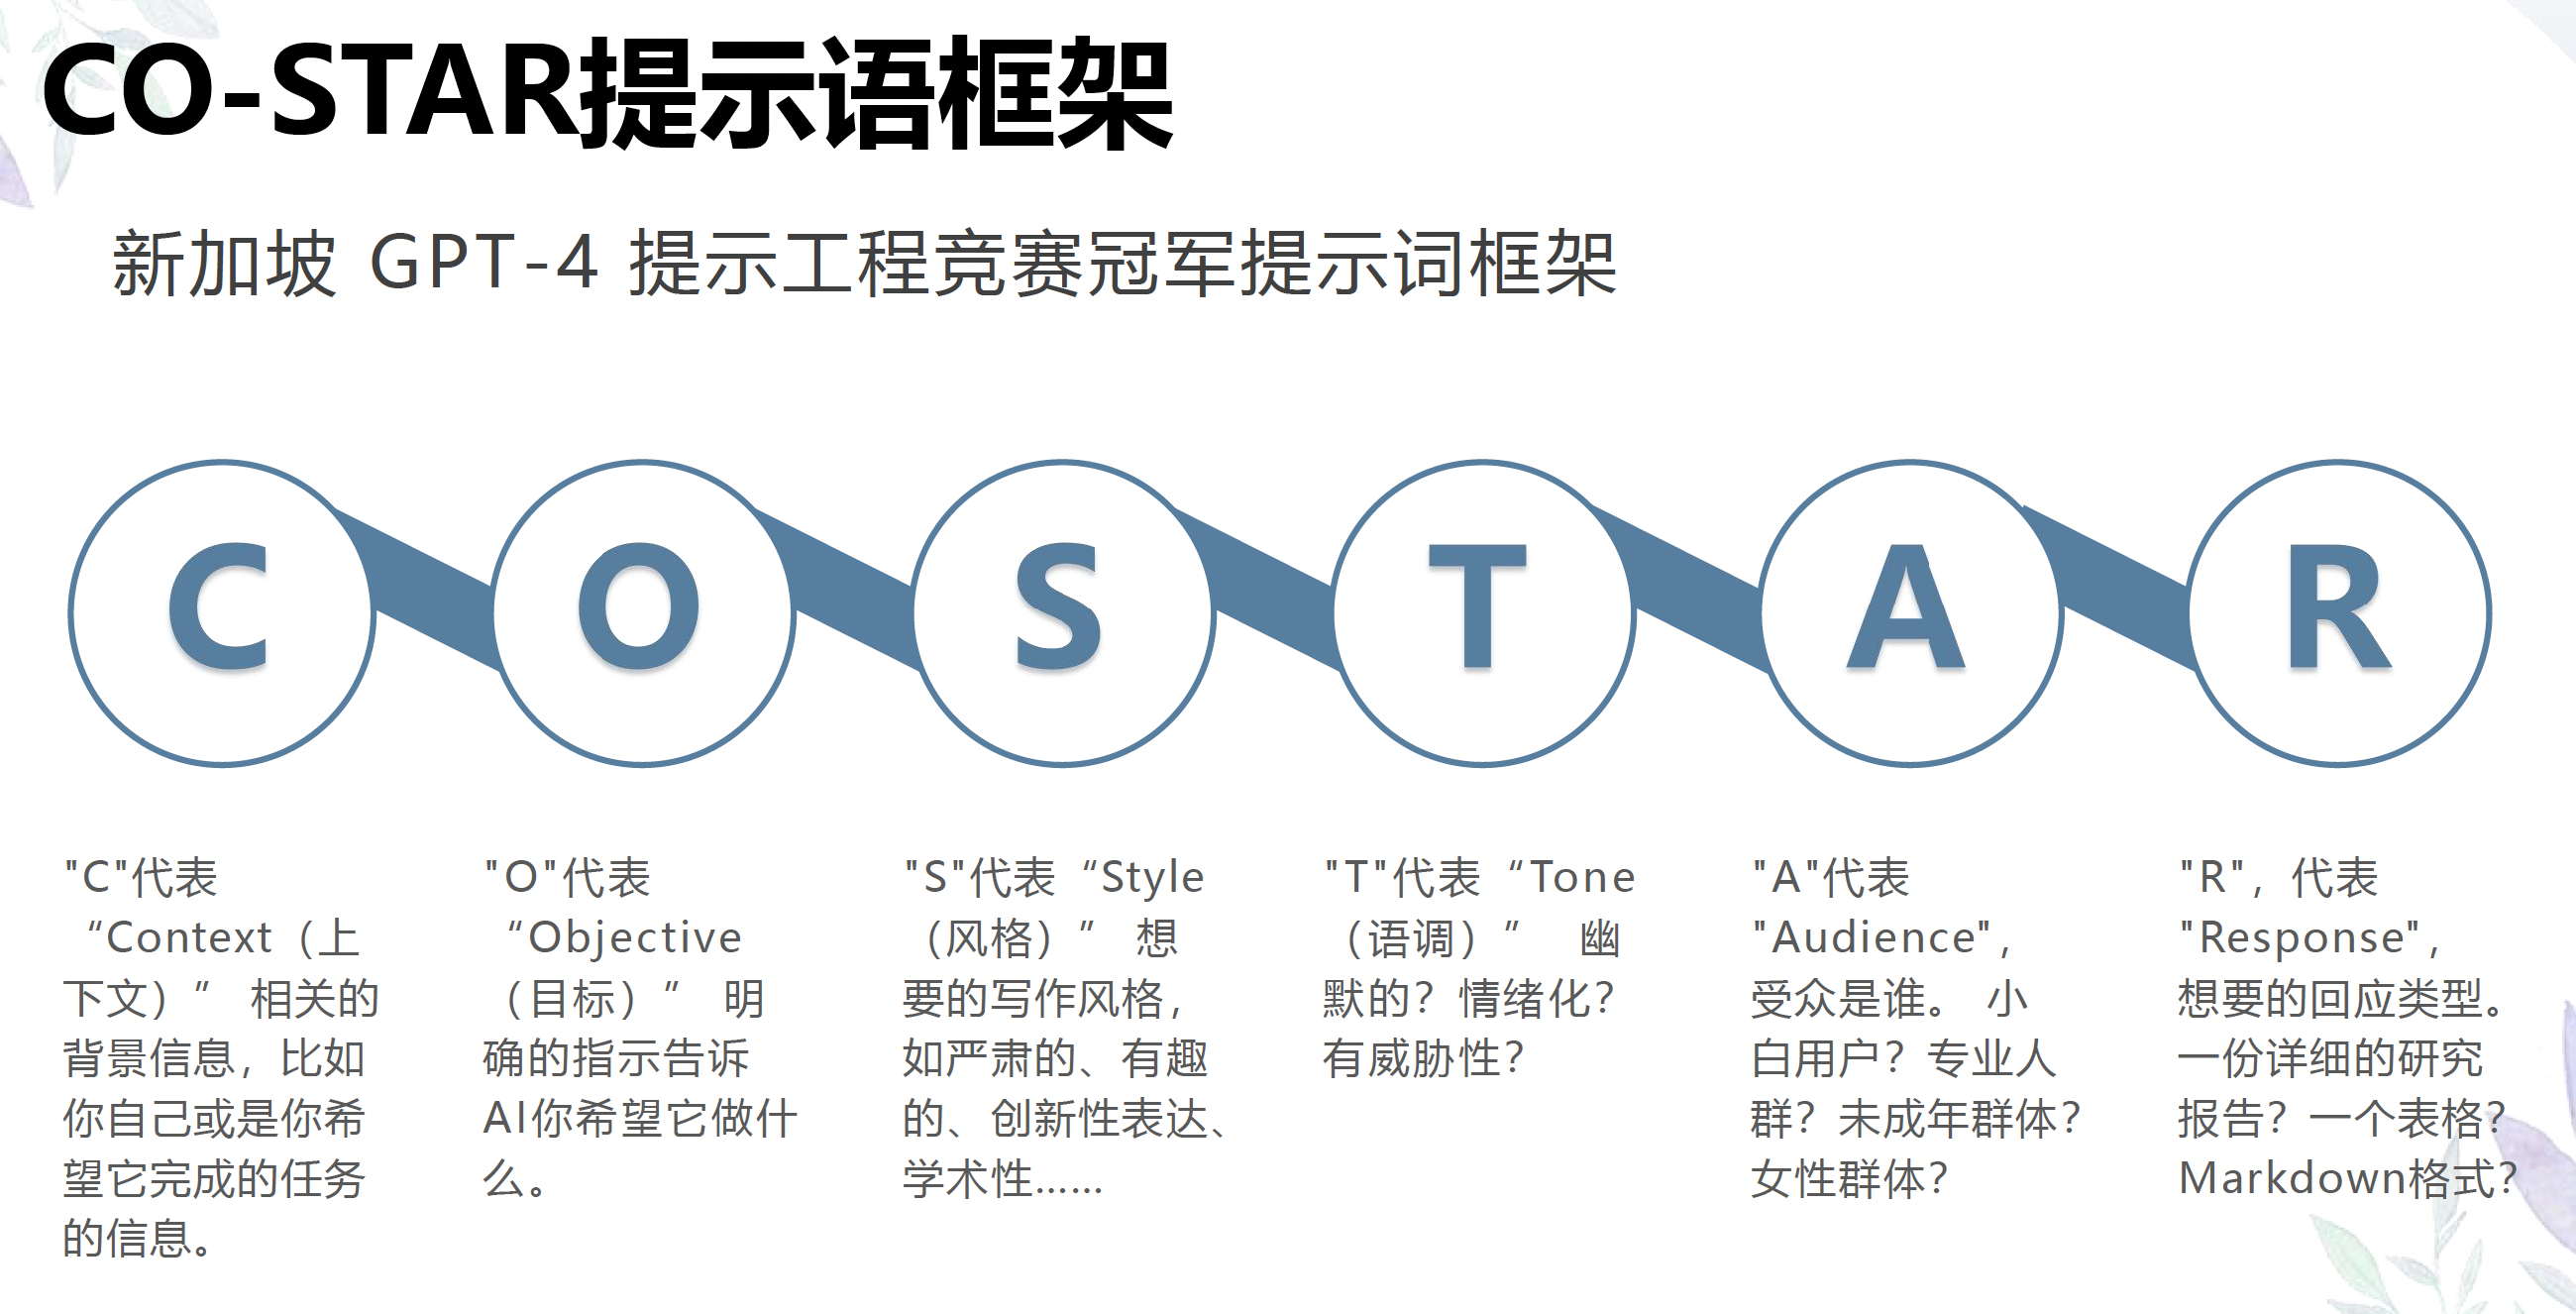 CO-STAR提示语框架
新加坡 GPT-4 提示工程竞赛冠军提示词框架
C
O
S
T
A
R
"C"代表
“Context（上
下文）” 相关的
背景信息，比如
你自己或是你希
望它完成的任务
的信息。
"O"代表
“Objective
（目标）” 明
确的指示告诉
AI你希望它做什
么。
"S"代表“Style
（风格）” 想
要的写作风格，
如严肃的、有趣
的、创新性表达、
学术性……
"T"代表“Tone
（语调）” 幽
默的？情绪化？
有威胁性？
"A"代表
"Audience"，
受众是谁。 小
白用户？专业人
群？未成年群体？
女性群体？
"R"，代表
"Response"，
想要的回应类型。
一份详细的研究
报告？一个表格？
Markdown格式？